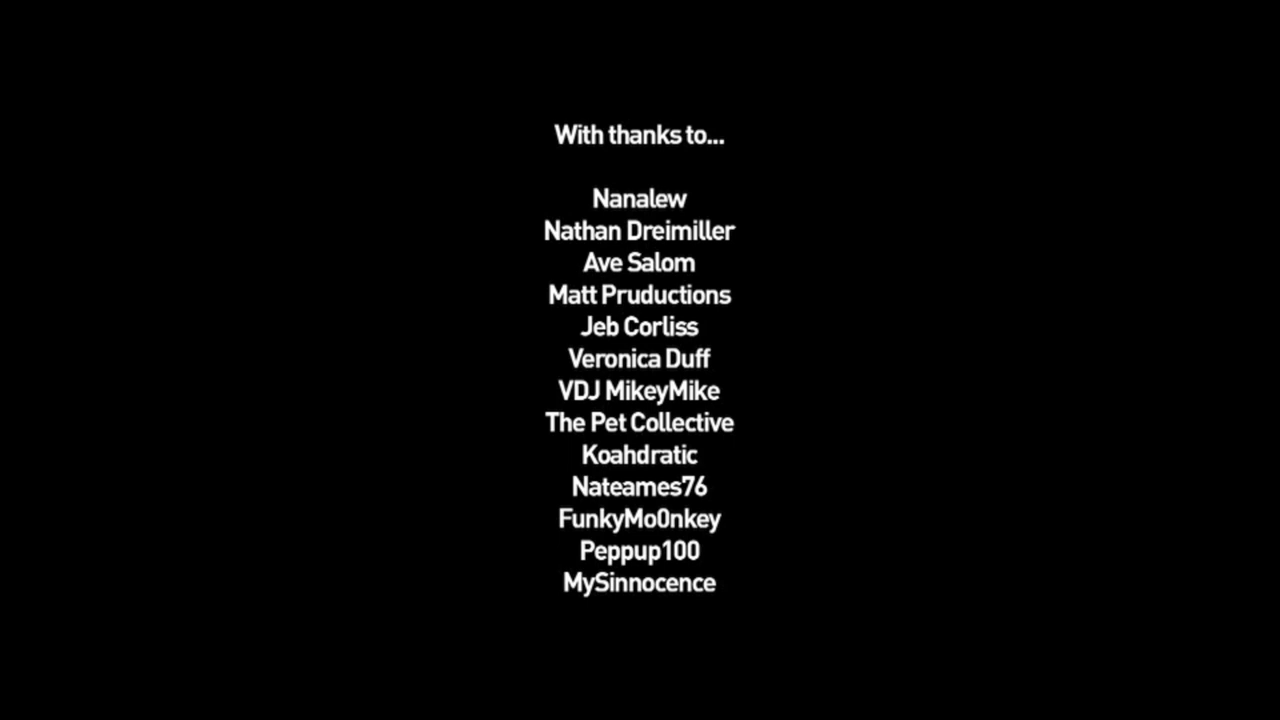 With thanks to...
Nanalew
Nathan Dreimiller
Ave Salom
Matt Pruductions
Jeb Corliss
Veronica Duff
VDJ MikeyMike
The Pet Collective
Koahdratic
Nateames76
FunkyMo0nkey
Peppup100
MySinnocence